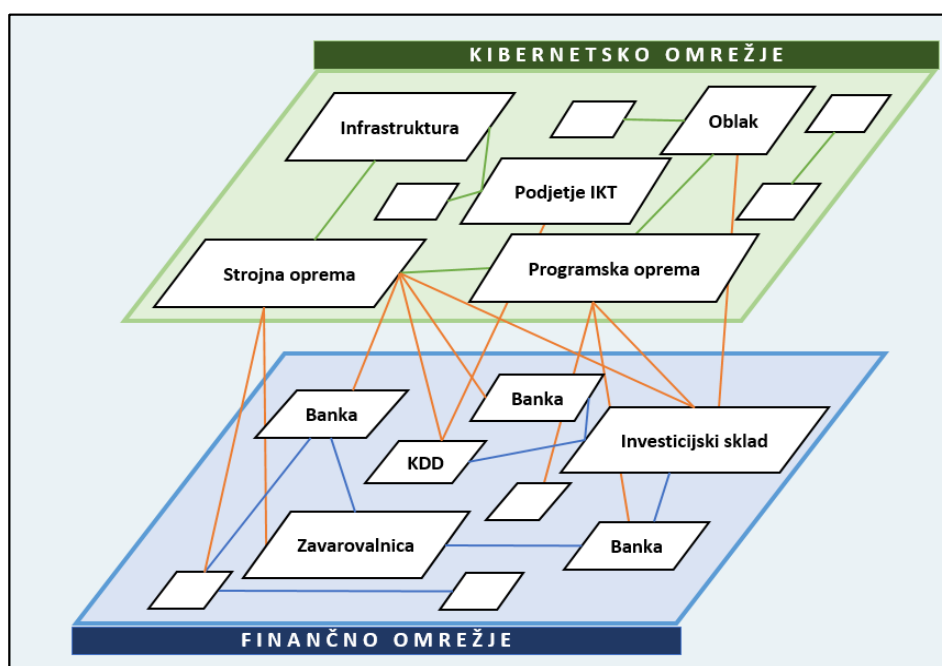 KIBERNETSKO OMREŽJE
Infrastruktura
Oblak
Podjetje IKT
Strojna oprema
Programska oprema
Banka
Banka
Investicijski sklad
KDD
Zavarovalnica
Banka
FINANČNO OMREŽJE